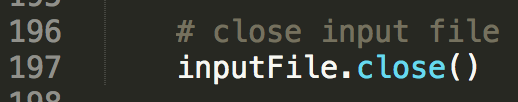 196 # close input file
197 inputFile.close()